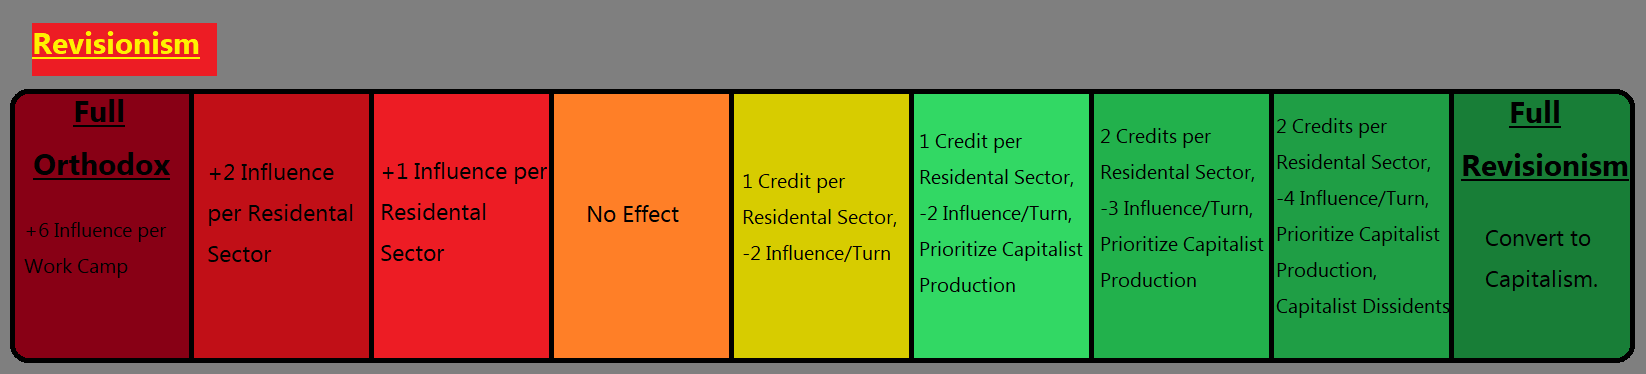 Revisionism
Full
Orthodox
+6 Influence per
Work Camp
+2 Influence
per Residental
Sector
+1 Influence per
Residental
Sector
No Effect
1 Credit per
Residental Sector,
-2 Influence/Turn
1 Credit per
Residental Sector,
-2 Influence/Turn,
Prioritize Capitalist
Production
2 Credits per
Residental Sector,
-3 Influence/Turn,
Prioritize Capitalist
Production
2 Credits per
Residental Sector,
-4 Influence/Turn,
Prioritize Capitalist
Production,
Capitalist Dissidents
Full
Revisionism
Convert to
Capitalism.